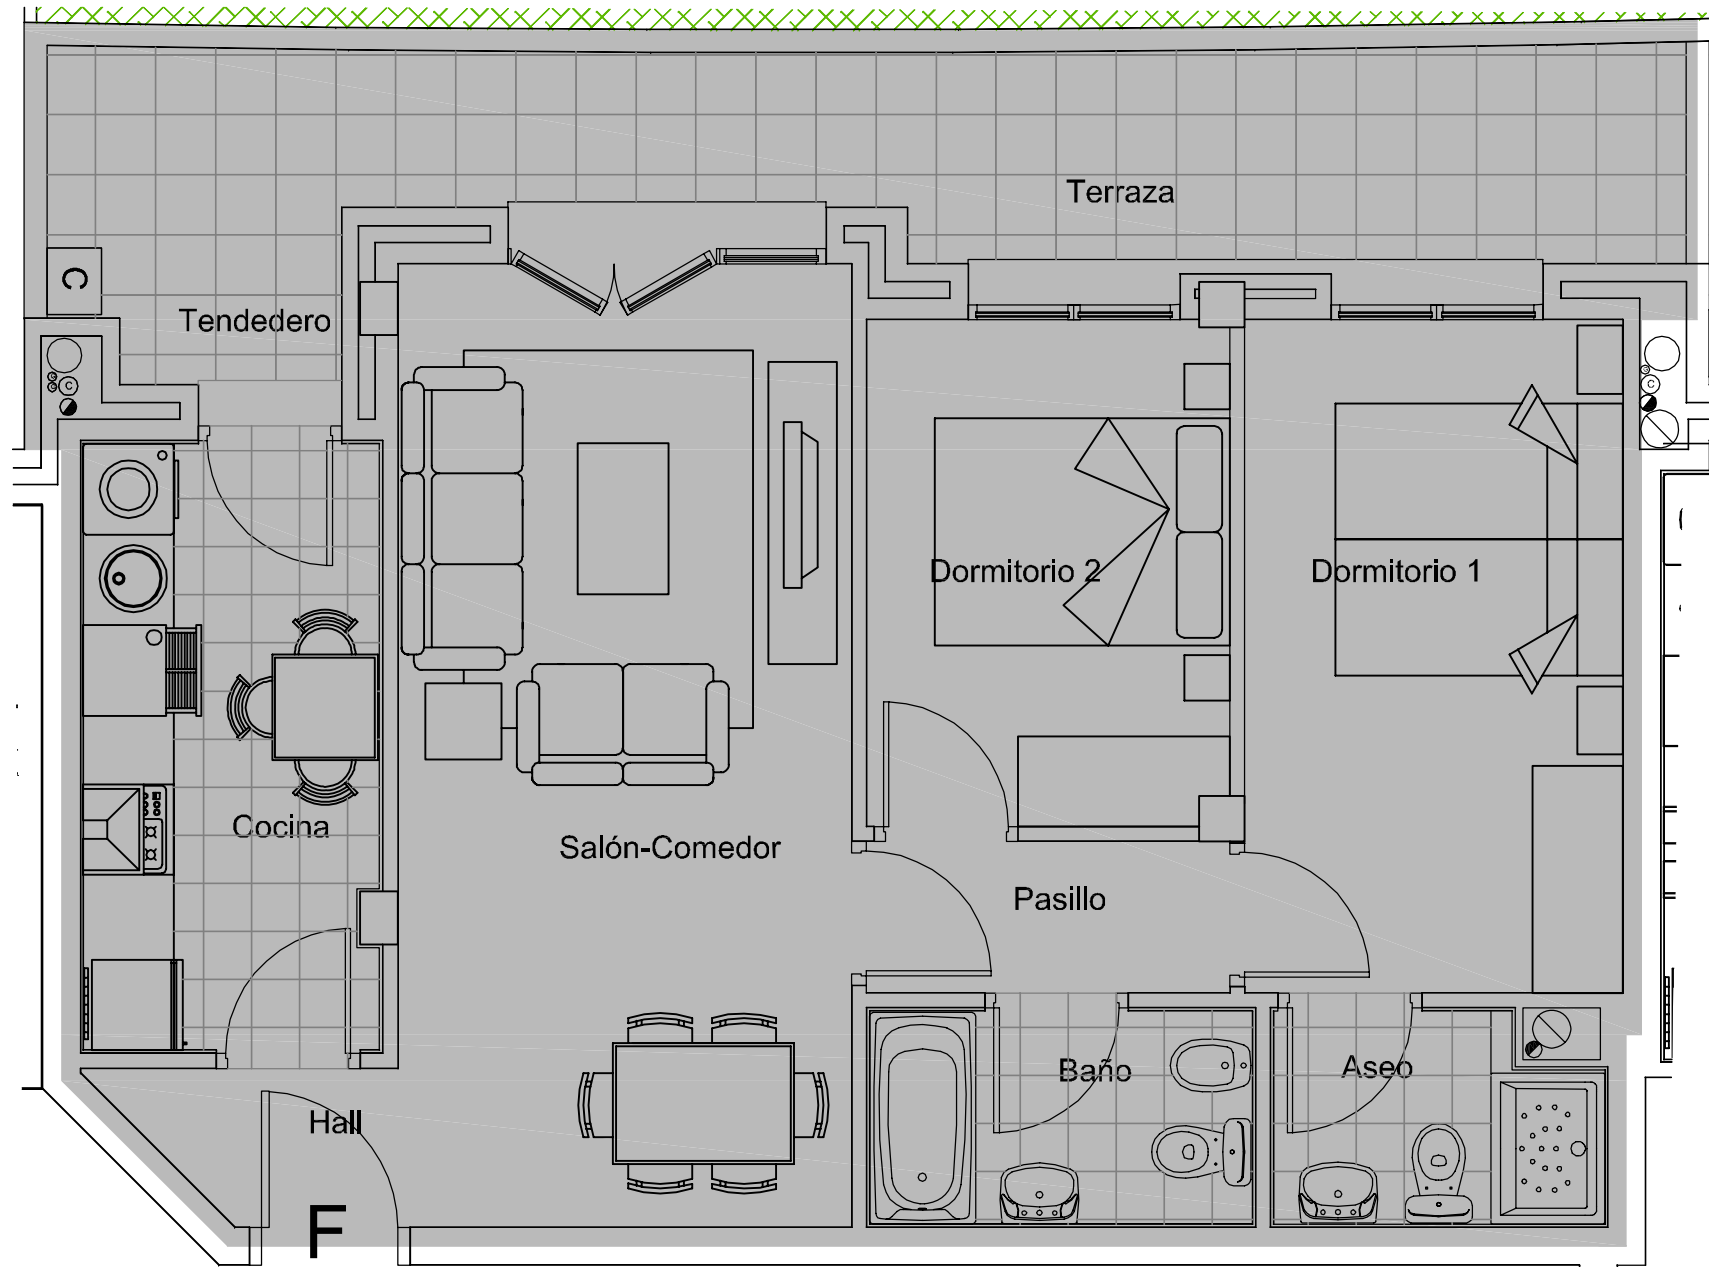 Terraza
C
Tendedero
C
C
Dormitorio 2
Dormitorio 1
Cocina
Salón-Comedor
Pasillo
Baño
Aseo
Hall
F